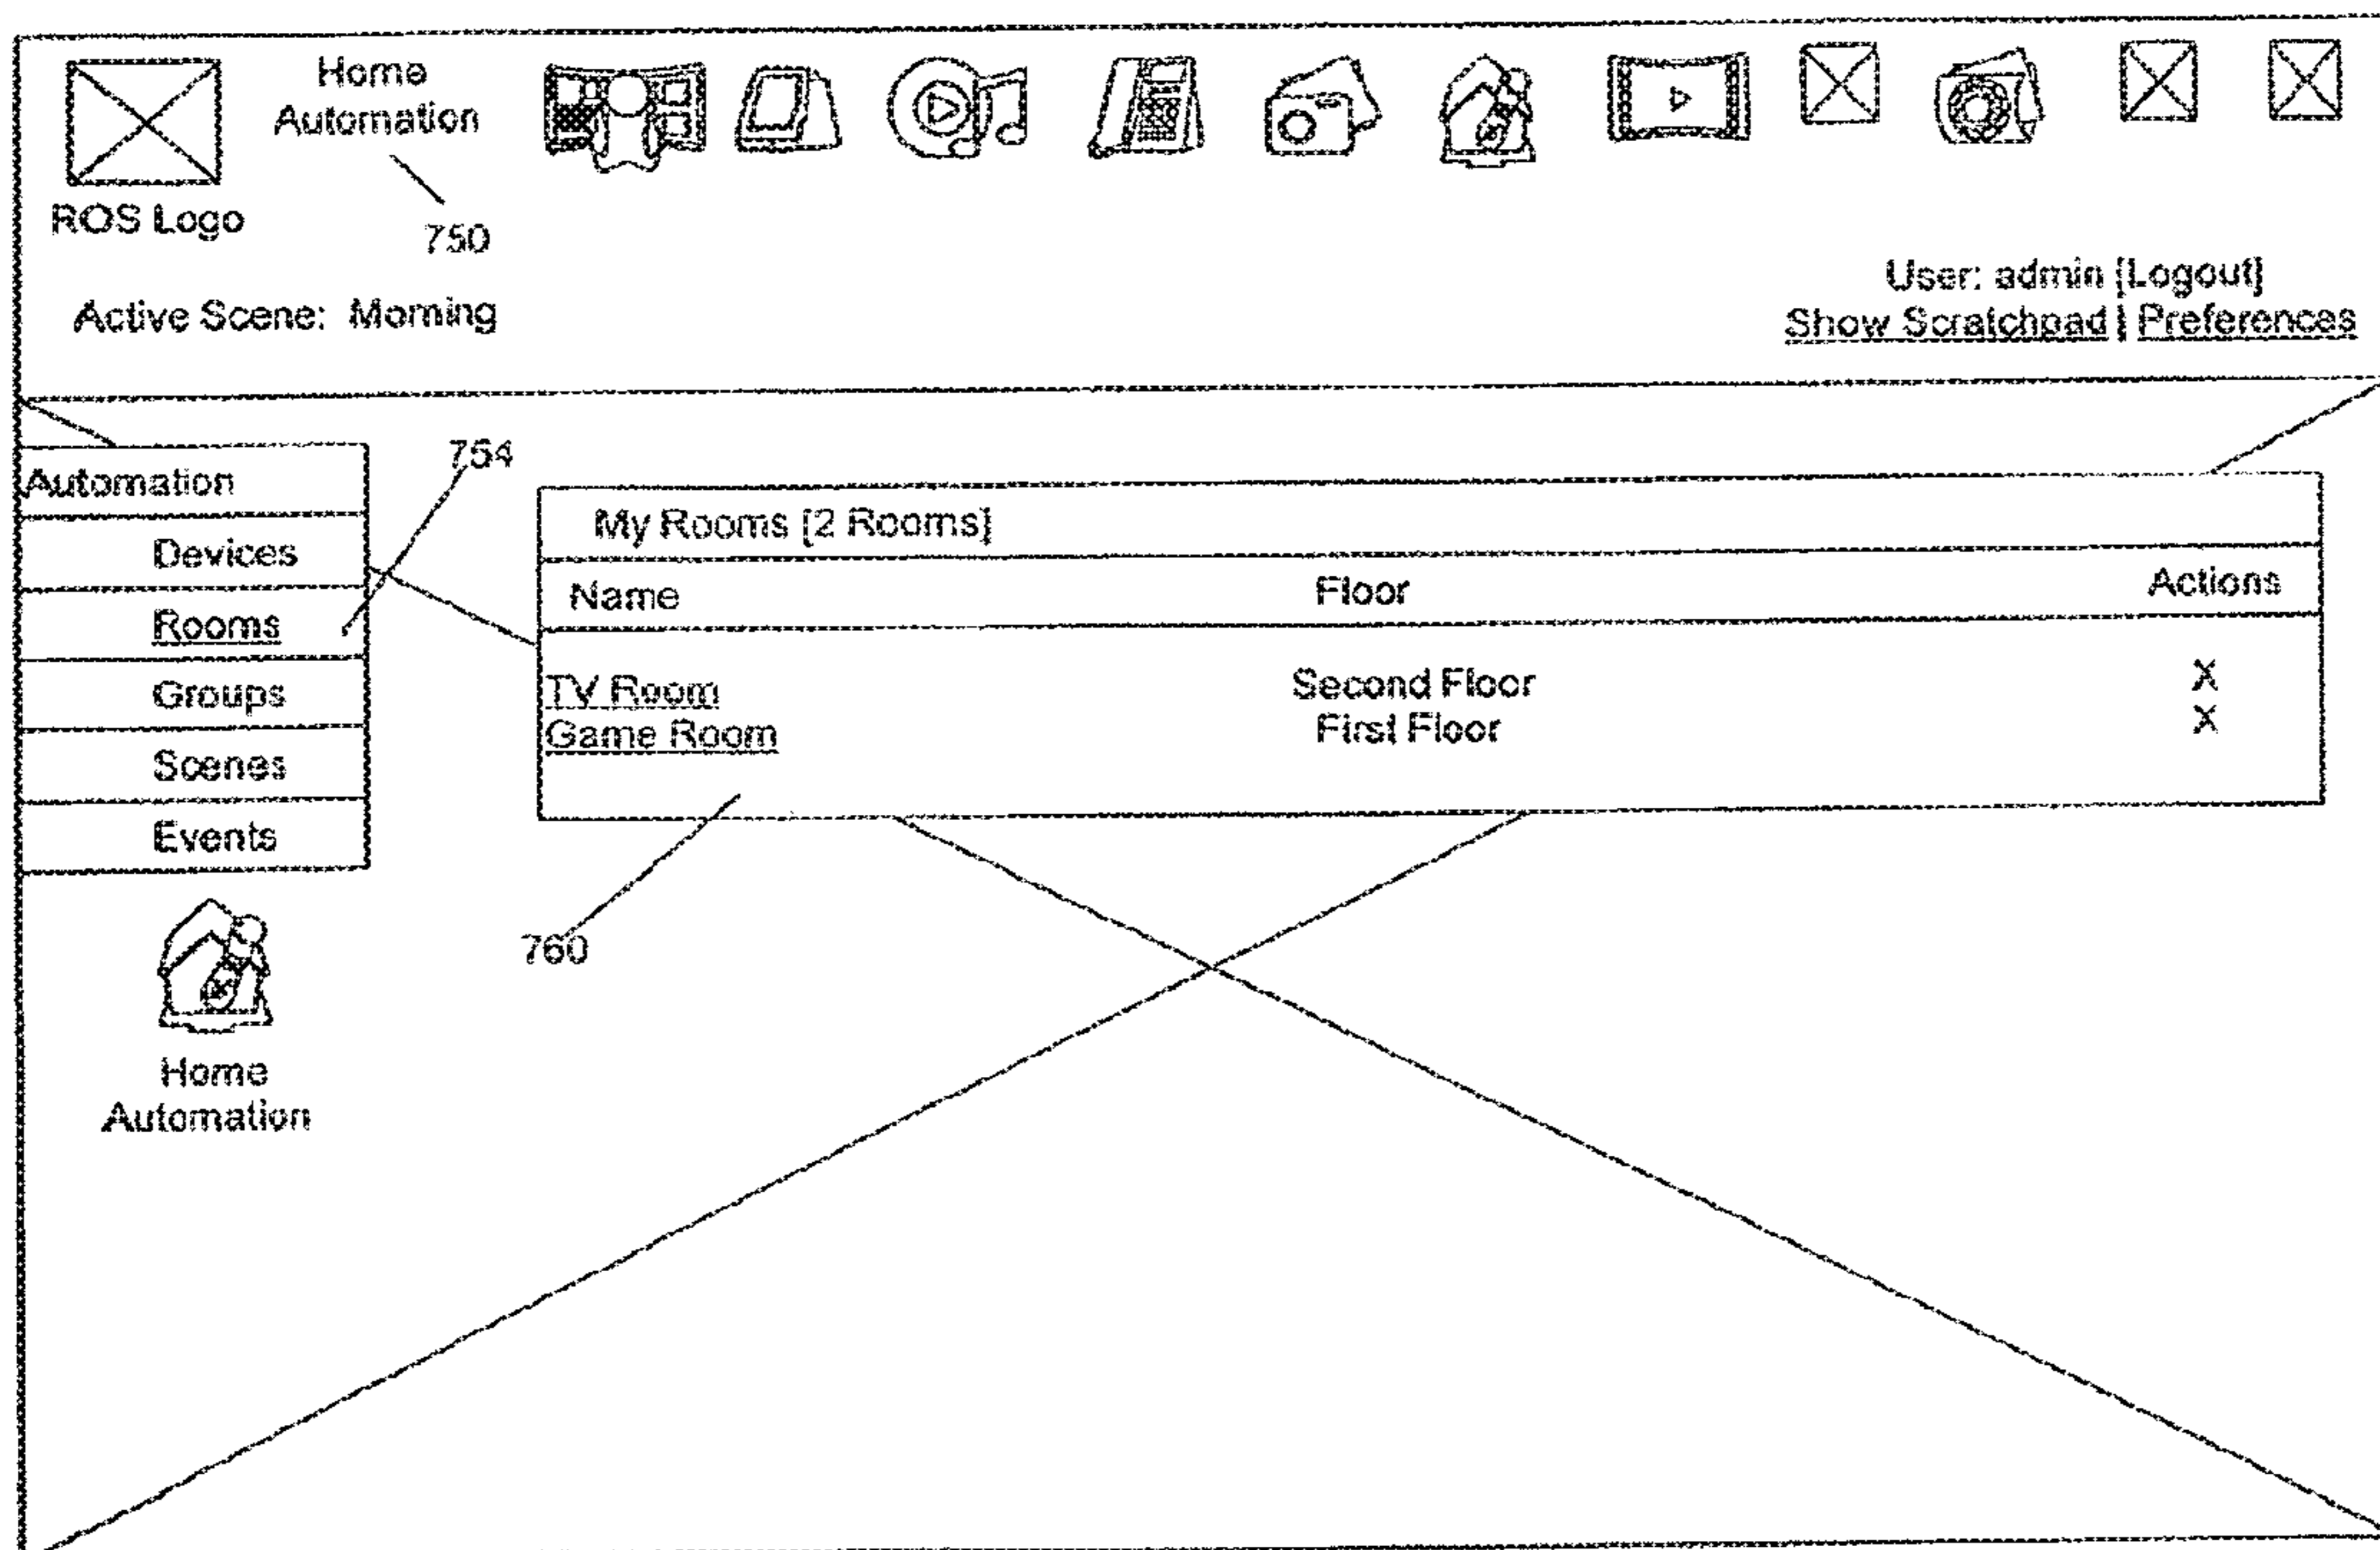 Home
Automation
ROS Logo
750
Active Scene: Morning
User: admin [Logout]
Show Scratchpad | Preferences
Automation
Devices
Rooms
Groups
Scenes
Events
754
My Rooms [2 Rooms]
Name Floor Actions
TV Room Second Floor X
Game Room First Floor X
760
Home
Automation